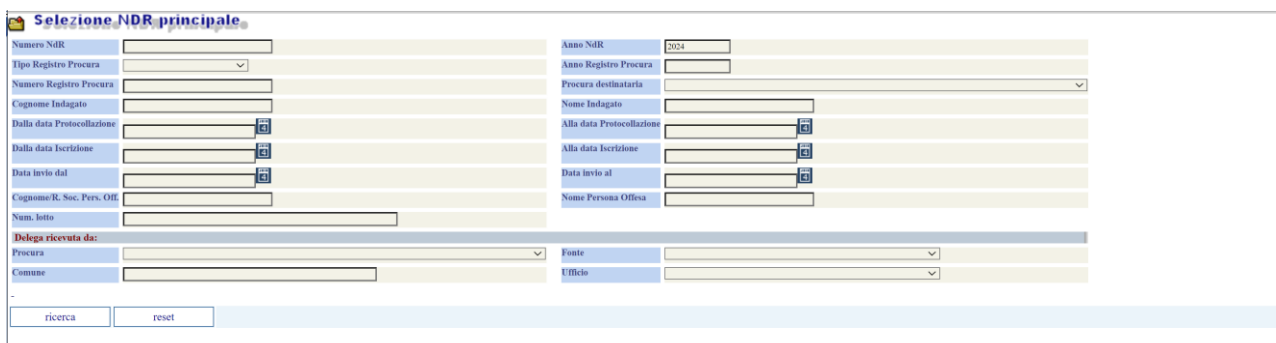 Selezione NDR principale
Numero NdR Anno NdR 2024
Tipo Registro Procura Anno Registro Procura
Numero Registro Procura Procura destinataria
Cognome Indagato Nome Indagato
Dalla data Protocollazione Alla data Protocollazione
Dalla data Iscrizione Alla data Iscrizione
Data invio dal Data invio al
Cognome/R. Soc. Pers. Off. Nome Persona Offesa
Num. lotto
Delega ricevuta da:
Procura Fonte
Comune Ufficio
-
ricerca reset